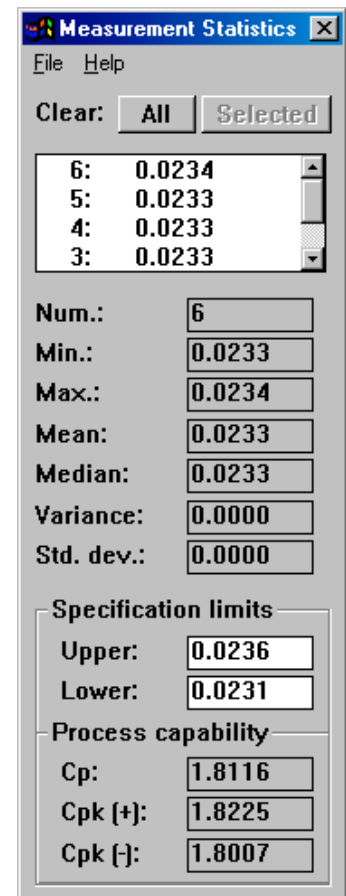 Measurement Statistics
File Help
Clear: All Selected
6: 0.0234
5: 0.0233
4: 0.0233
3: 0.0233
Num.: 6
Min.: 0.0233
Max.: 0.0234
Mean: 0.0233
Median: 0.0233
Variance: 0.0000
Std. dev.: 0.0000
Specification limits
Upper: 0.0236
Lower: 0.0231
Process capability
Cp: 1.8116
Cpk (+): 1.8225
Cpk (-): 1.8007